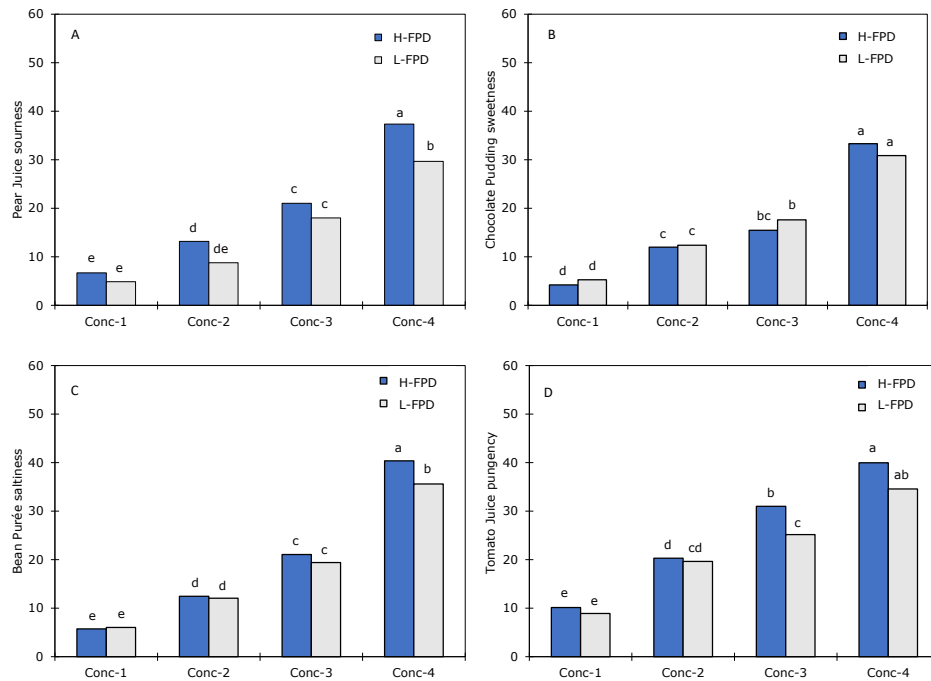 A
H-FPD
L-FPD
Pear Juice sourness
60
50
40
30
20
10
0
e e d de c c a b
Conc-1 Conc-2 Conc-3 Conc-4
B
H-FPD
L-FPD
Chocolate Pudding sweetness
60
50
40
30
20
10
0
d d c c bc b a a
Conc-1 Conc-2 Conc-3 Conc-4
C
H-FPD
L-FPD
Bean Purée saltiness
60
50
40
30
20
10
0
e e d d c c a b
Conc-1 Conc-2 Conc-3 Conc-4
D
H-FPD
L-FPD
Tomato Juice pungency
60
50
40
30
20
10
0
e e d cd b c a ab
Conc-1 Conc-2 Conc-3 Conc-4